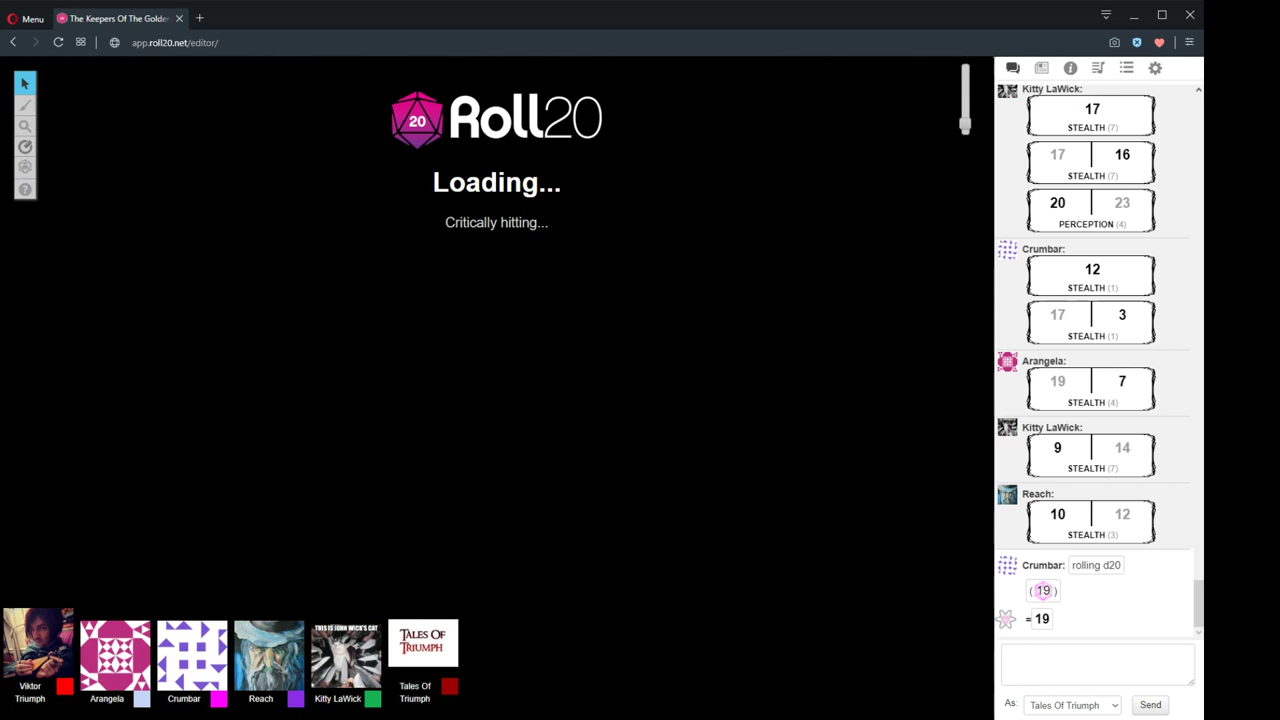 Menu
The Keepers Of The Golden
app.roll20.net/editor/
20
Roll20
Loading...
Critically hitting...
Kitty LaWick:
17
STEALTH (7)
17 16
STEALTH (7)
20 23
PERCEPTION (4)
Crumbar:
12
STEALTH (1)
17 3
STEALTH (1)
Arangela:
19 7
STEALTH (4)
Kitty LaWick:
9 14
STEALTH (7)
Reach:
10 12
STEALTH (3)
Crumbar: rolling d20
(19)
=19
As: Tales Of Triumph Send
THIS IS JOHN WICK'S CAT
TALES OF
TRIUMPH
Viktor
Triumph
Arangela
Crumbar
Reach
Kitty LaWick
Tales Of
Triumph